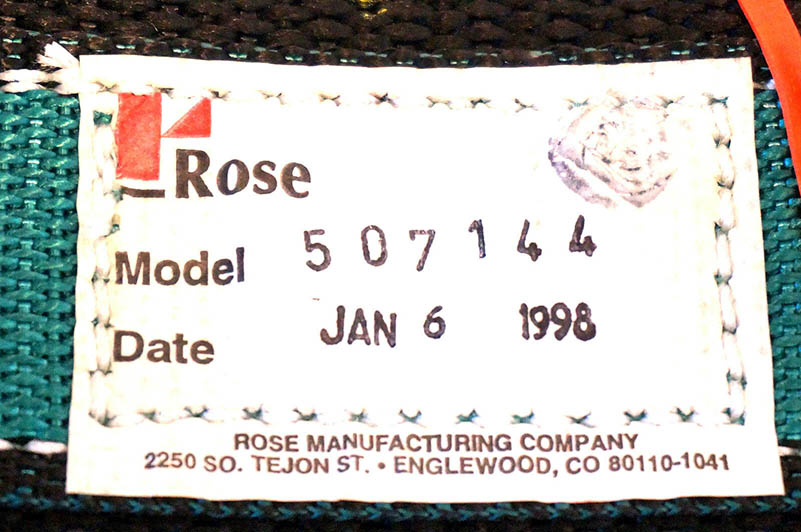 Rose
Model 507144
Date JAN 6 1998
ROSE MANUFACTURING COMPANY
2250 SO. TEJON ST. • ENGLEWOOD, CO 80110-1041